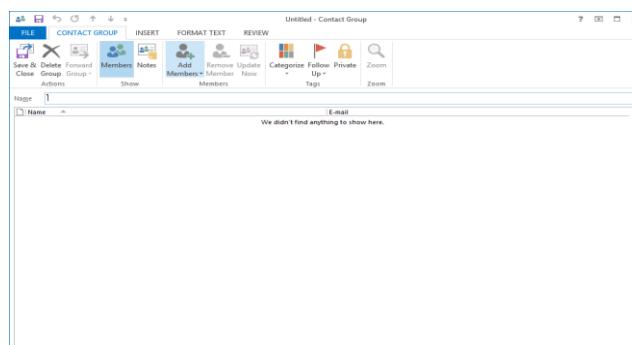 Untitled - Contact Group
FILE CONTACT GROUP INSERT FORMAT TEXT REVIEW
Save & Delete Forward Members Notes Add Remove Update Categorize Follow Private Zoom
Close Group Group Members Member Now Up
Actions Show Members Tags Zoom
Name 1
Name E-mail
We didn't find anything to show here.